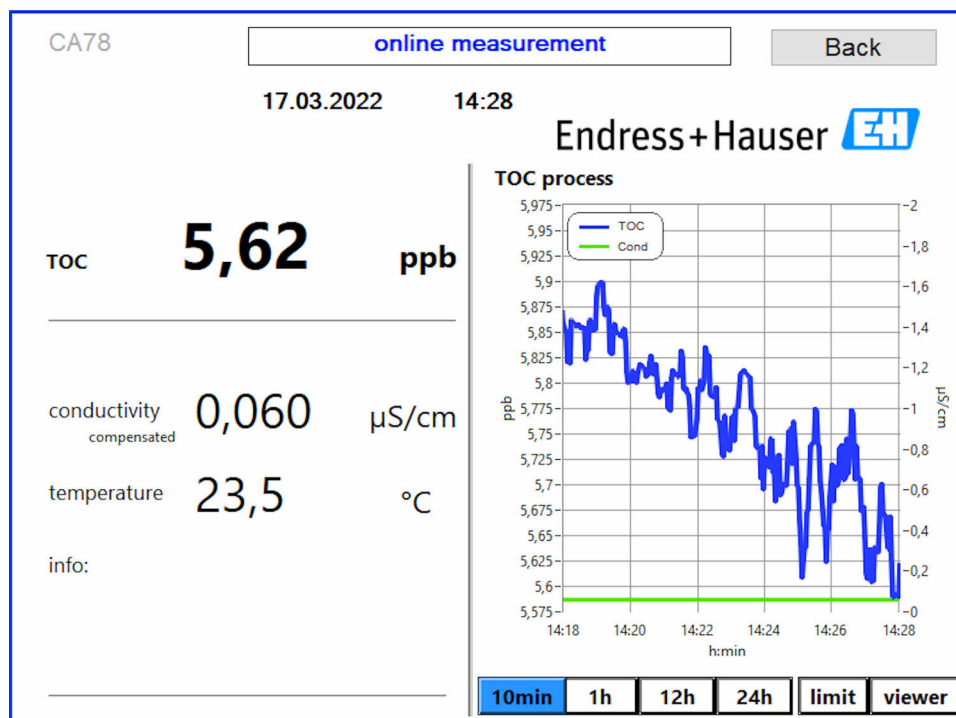 CA78
online measurement
Back
17.03.2022 14:28
Endress+Hauser EH
TOC 5,62 ppb
conductivity compensated 0,060 µS/cm
temperature 23,5 °C
info:
TOC process
TOC
Cond
5,975
5,95
5,925
5,9
5,875
5,85
5,825
5,8
5,775
5,75
5,725
5,7
5,675
5,65
5,625
5,6
5,575
ppb
2
1,8
1,6
1,4
1,2
1
0,8
0,6
0,4
0,2
0
µS/cm
14:18 14:20 14:22 14:24 14:26 14:28
h:min
10min 1h 12h 24h limit viewer